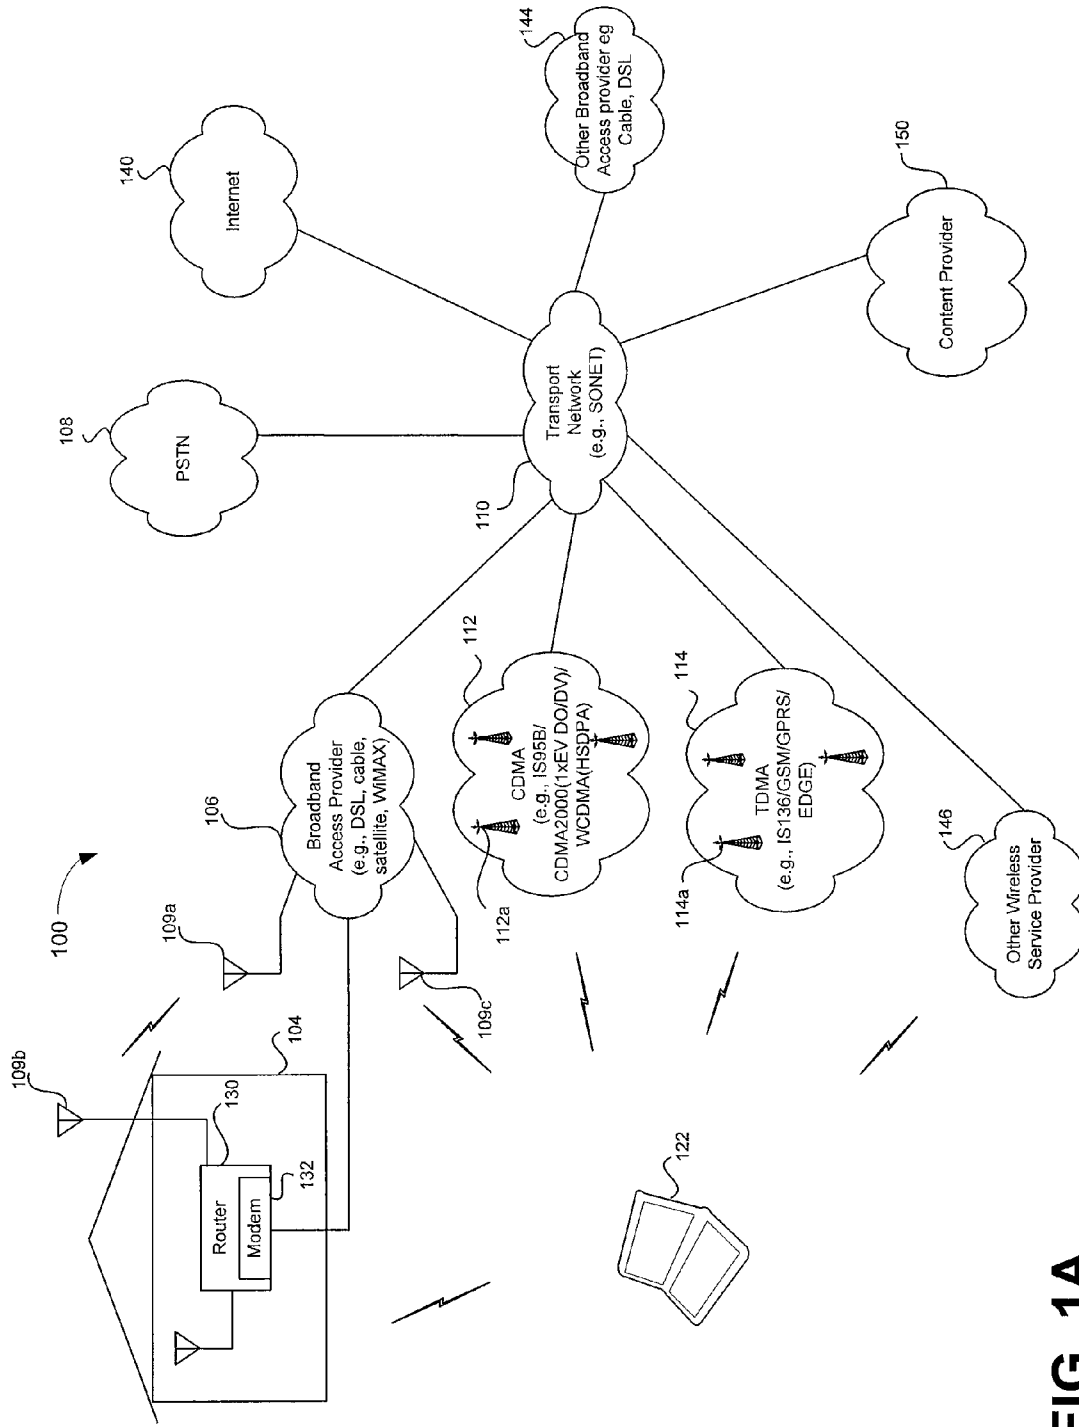 100
109b
109a
104
130
132
Router
Modem
106
Broadband
Access Provider
(e.g., DSL, cable,
satellite, WiMAX)
109c
PSTN
108
Internet
140
Other Broadband
Access provider eg
Cable, DSL
144
Transport
Network
(e.g., SONET)
110
CDMA
(e.g., IS95B/
CDMA2000(1xEV DO/DV)/
WCDMA(HSDPA)
112
112a
TDMA
(e.g., IS136/GSM/GPRS/
EDGE)
114
114a
Other Wireless
Service Provider
146
Content Provider
150
122
FIG. 1A